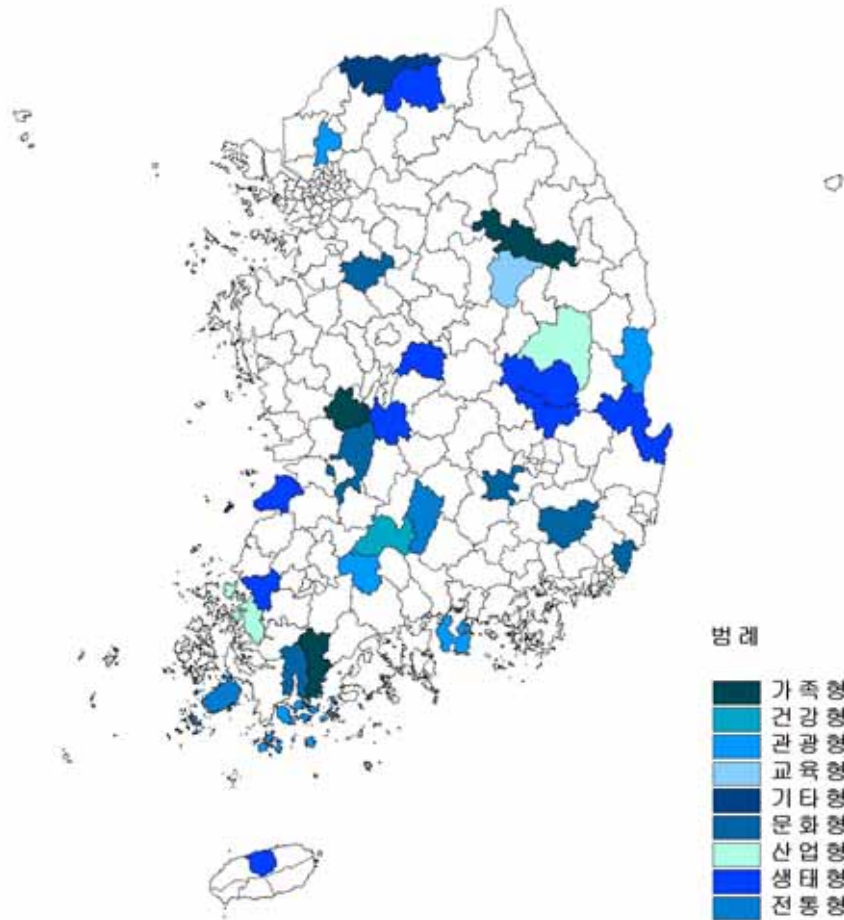 범 례
가 족 형
건 강 형
관 광 형
교 육 형
기 타 형
문 화 형
산 업 형
생 태 형
전 통 형